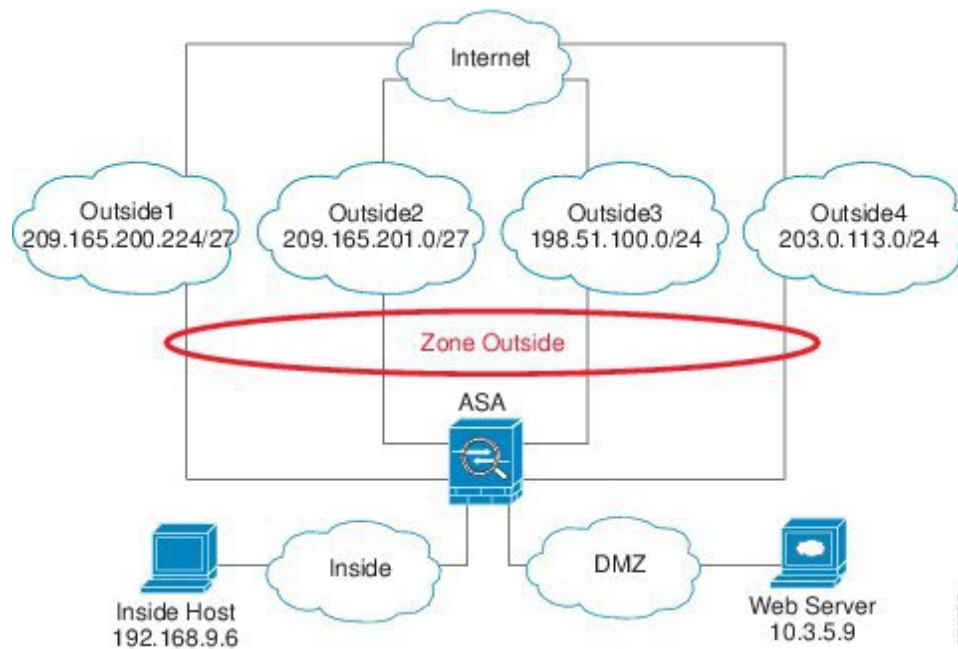 Internet
Outside1
209.165.200.224/27
Outside2
209.165.201.0/27
Outside3
198.51.100.0/24
Outside4
203.0.113.0/24
Zone Outside
ASA
Inside
DMZ
Inside Host
192.168.9.6
Web Server
10.3.5.9